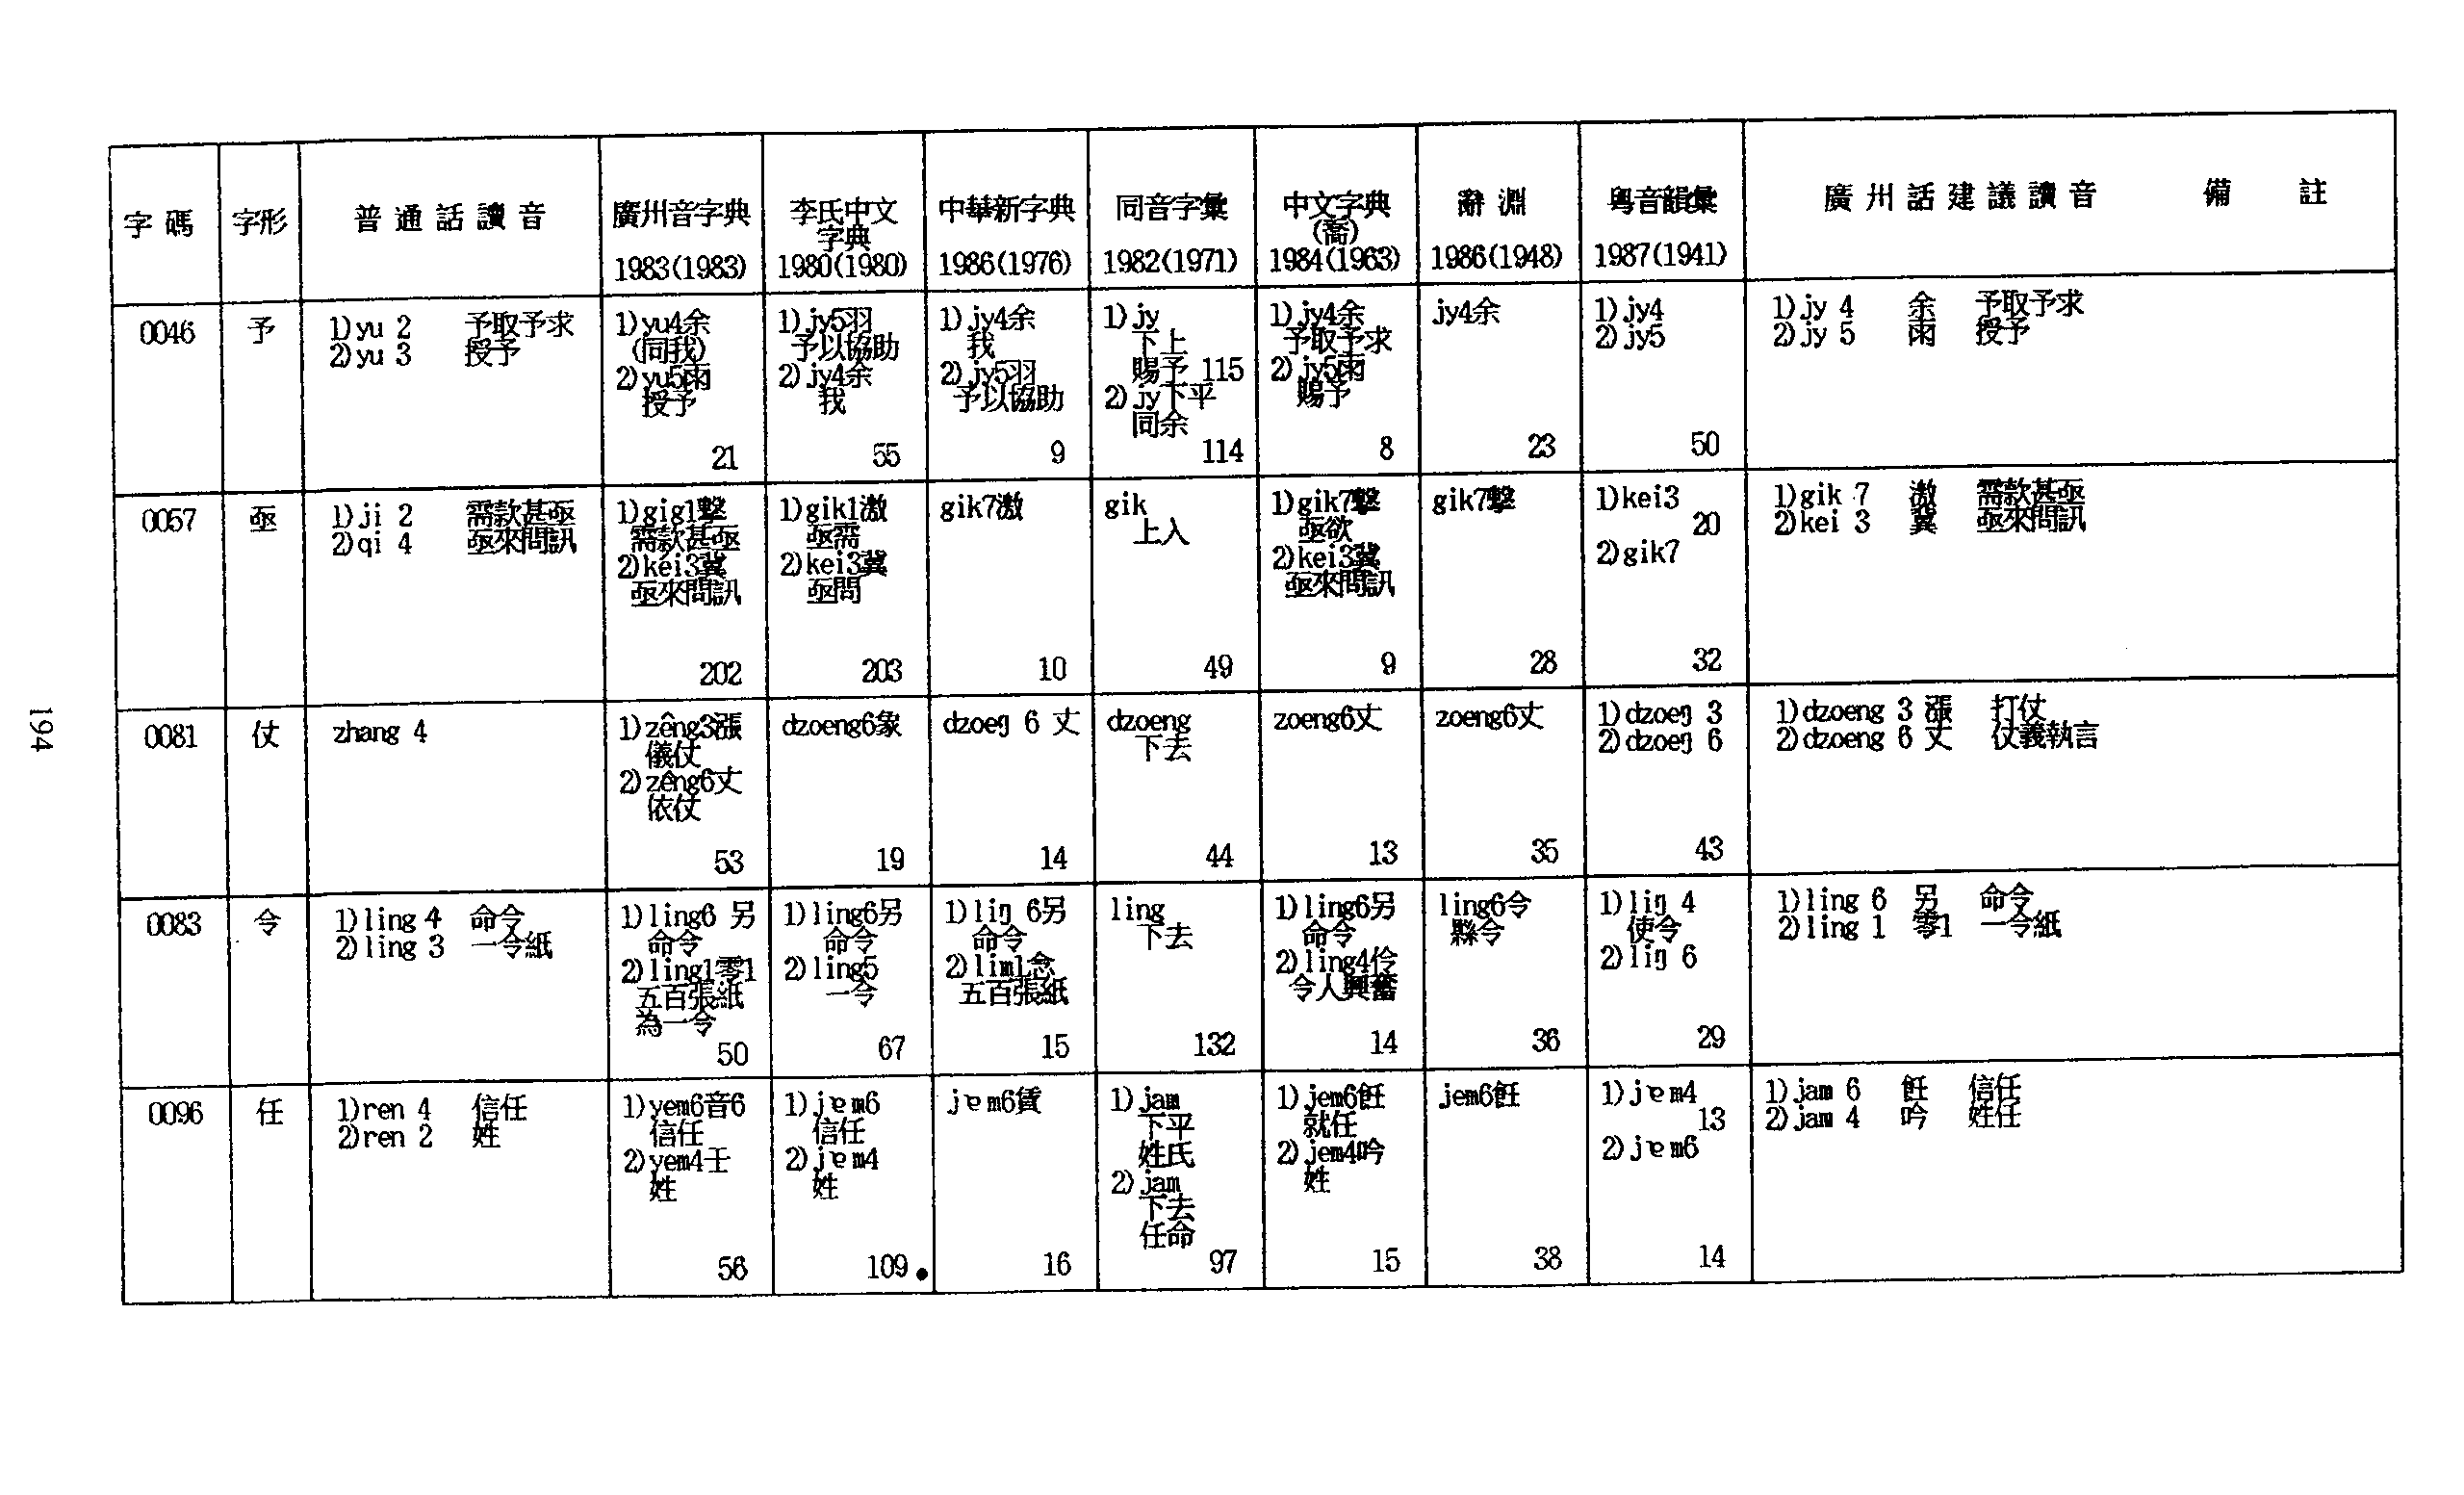 字碼 字形 普通話讀音 廣州音字典 李氏中文 中華新字典 同音字彙 中文字典 辭淵 粵音韻彙 廣州話建議讀音 備註
字典 (喬)
1983(1983) 1980(1980) 1986(1976) 1982(1971) 1984(1963) 1986(1948) 1987(1941)
0046
予
1)yu 2 予取予求
2)yu 3 授予
1)yu4余
(同我)
2)yu5雨
授予
21
1)jy5羽
予以協助
2)jy4余
我
55
1)jy4余
我
2)jy5羽
予以協助
9
1)jy
下上
賜予 115
2)jy下平
同余
114
1)jy4余
予取予求
2)jy5雨
賜予
8
jy4余
23
1)jy4
2)jy5
50
1)jy 4 余 予取予求
2)jy 5 雨 授予
0057
亟
1)ji 2 需款甚亟
2)qi 4 亟來問訊
1)gig1擊
需款甚亟
2)kéi3冀
亟來問訊
202
1)gik1激
亟需
2)kei3冀
亟問
203
gik7激
10
gik
上入
49
1)gik7擊
亟欲
2)kei3冀
亟來問訊
9
gik7擊
28
1)kei3
20
2)gik7
32
1)gik 7 激 需款甚亟
2)kei 3 冀 亟來問訊
0081
仗
zhang 4
1)zêng3漲
儀仗
2)zêng6丈
依仗
53
dzoeng6象
19
dzoeŋ 6 丈
14
dzoeng
下去
44
zoeng6丈
13
zoeng6丈
35
1)dzoeŋ 3
2)dzoeŋ 6
43
1)dzoeng 3 漲 打仗
2)dzoeng 6 丈 仗義執言
0083
令
1)ling 4 命令
2)ling 3 一令紙
1)ling6 另
命令
2)ling1零1
五百張紙
為一令
50
1)ling6另
命令
2)ling5
一令
67
1)liŋ 6另
命令
2)lim1念
五百張紙
15
ling
下去
132
1)ling6另
命令
2)ling4伶
令人興奮
14
ling6令
縣令
36
1)liŋ 4
使令
2)liŋ 6
29
1)ling 6 另 命令
2)ling 1 零1 一令紙
0096
任
1)ren 4 信任
2)ren 2 姓
1)yem6音6
信任
2)yem4壬
姓
56
1)jɐm6
信任
2)jɐm4
姓
109
jɐm6賃
16
1)jam
下平
姓氏
2)jam
下去
任命
97
1)jem6飪
就任
2)jem4吟
姓
15
jem6飪
38
1)jɐm4
13
2)jɐm6
14
1)jam 6 飪 信任
2)jam 4 吟 姓任
194